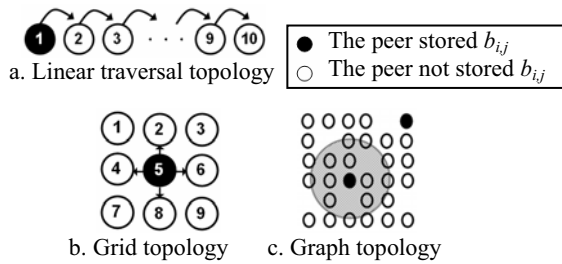 1 2 3 . . . 9 10
a. Linear traversal topology
The peer stored b_{i,j}
The peer not stored b_{i,j}
1 2 3
4 5 6
7 8 9
b. Grid topology
c. Graph topology